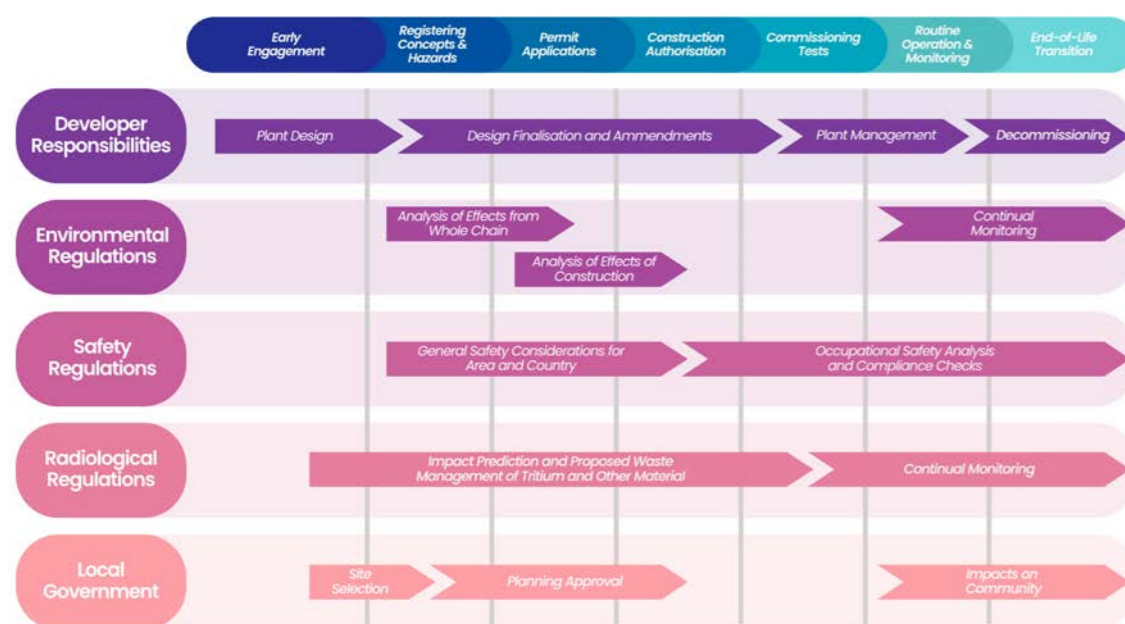 Early
Engagement
Registering
Concepts &
Hazards
Permit
Applications
Construction
Authorisation
Commissioning
Tests
Routine
Operation &
Monitoring
End-of-Life
Transition
Developer
Responsibilities
Plant Design
Design Finalisation and Ammendments
Plant Management
Decommissioning
Environmental
Regulations
Analysis of Effects from
Whole Chain
Analysis of Effects of
Construction
Continual
Monitoring
Safety
Regulations
General Safety Considerations for
Area and Country
Occupational Safety Analysis
and Compliance Checks
Radiological
Regulations
Impact Prediction and Proposed Waste
Management of Tritium and Other Material
Continual Monitoring
Local
Government
Site
Selection
Planning Approval
Impacts on
Community